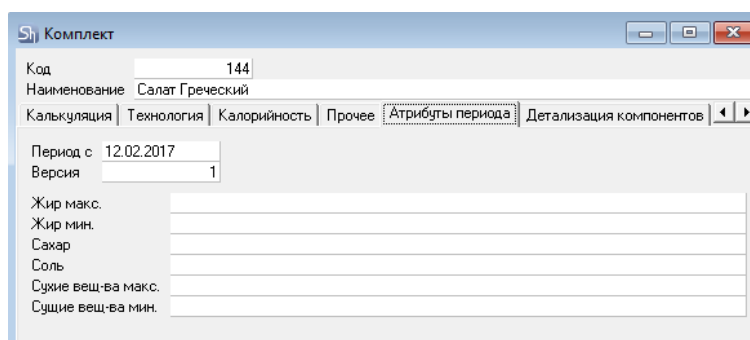 Sh Комплект
Код 144
Наименование Салат Греческий
Калькуляция Технология Калорийность Прочее Атрибуты периода Детализация компонентов
Период с 12.02.2017
Версия 1
Жир макс.
Жир мин.
Сахар
Соль
Сухие вещ-ва макс.
Сущие вещ-ва мин.